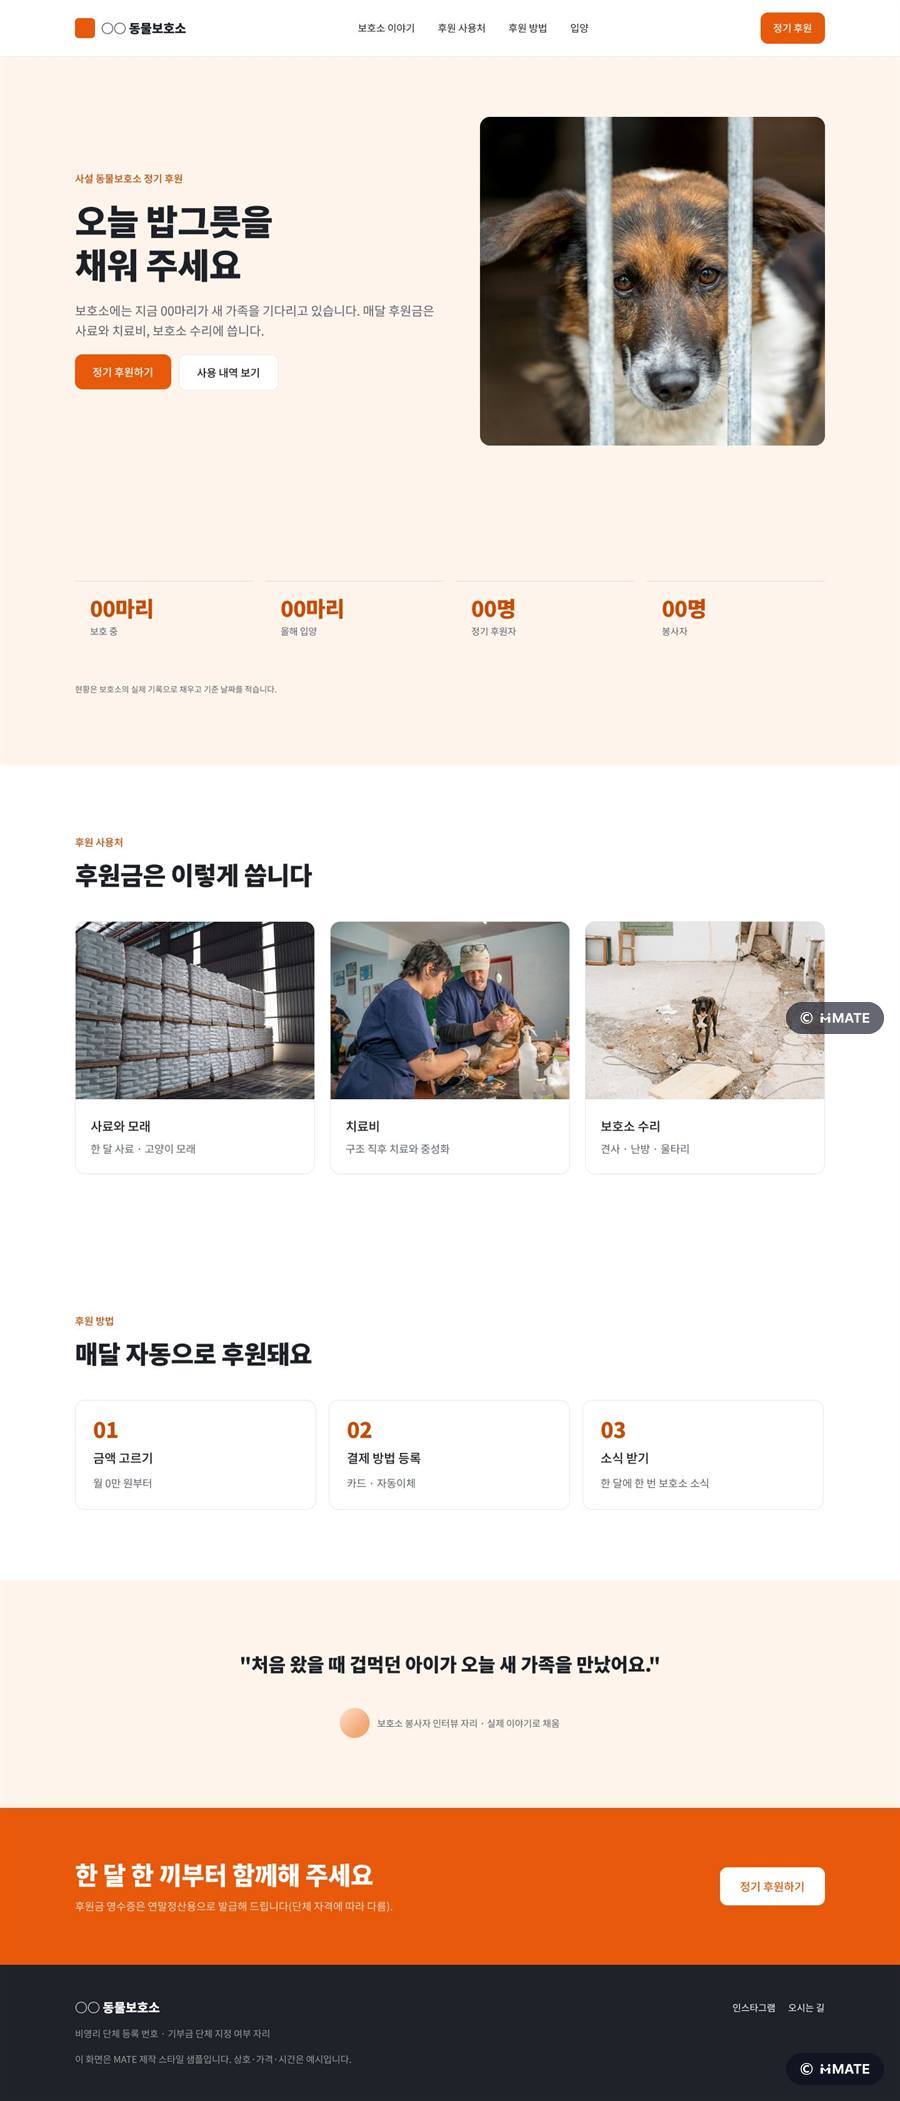 ○○ 동물보호소
보호소 이야기
후원 사용처
후원 방법
입양
정기 후원
사설 동물보호소 정기 후원
오늘 밥그릇을
채워 주세요
보호소에는 지금 00마리가 새 가족을 기다리고 있습니다. 매달 후원금은
사료와 치료비, 보호소 수리에 씁니다.
정기 후원하기
사용 내역 보기
00마리
보호 중
00마리
올해 입양
00명
정기 후원자
00명
봉사자
현황은 보호소의 실제 기록으로 채우고 기준 날짜를 적습니다.
후원 사용처
후원금은 이렇게 씁니다
© MATE
사료와 모래
한 달 사료 · 고양이 모래
치료비
구조 직후 치료와 중성화
보호소 수리
견사 · 난방 · 울타리
후원 방법
매달 자동으로 후원돼요
01
금액 고르기
월 0만 원부터
02
결제 방법 등록
카드 · 자동이체
03
소식 받기
한 달에 한 번 보호소 소식
"처음 왔을 때 겁먹던 아이가 오늘 새 가족을 만났어요."
보호소 봉사자 인터뷰 자리 · 실제 이야기로 채움
한 달 한 끼부터 함께해 주세요
후원금 영수증은 연말정산용으로 발급해 드립니다(단체 자격에 따라 다름).
정기 후원하기
○○ 동물보호소
인스타그램
오시는 길
비영리 단체 등록 번호 · 기부금 단체 지정 여부 자리
이 화면은 MATE 제작 스타일 샘플입니다. 상호·가격·시간은 예시입니다.
© MATE